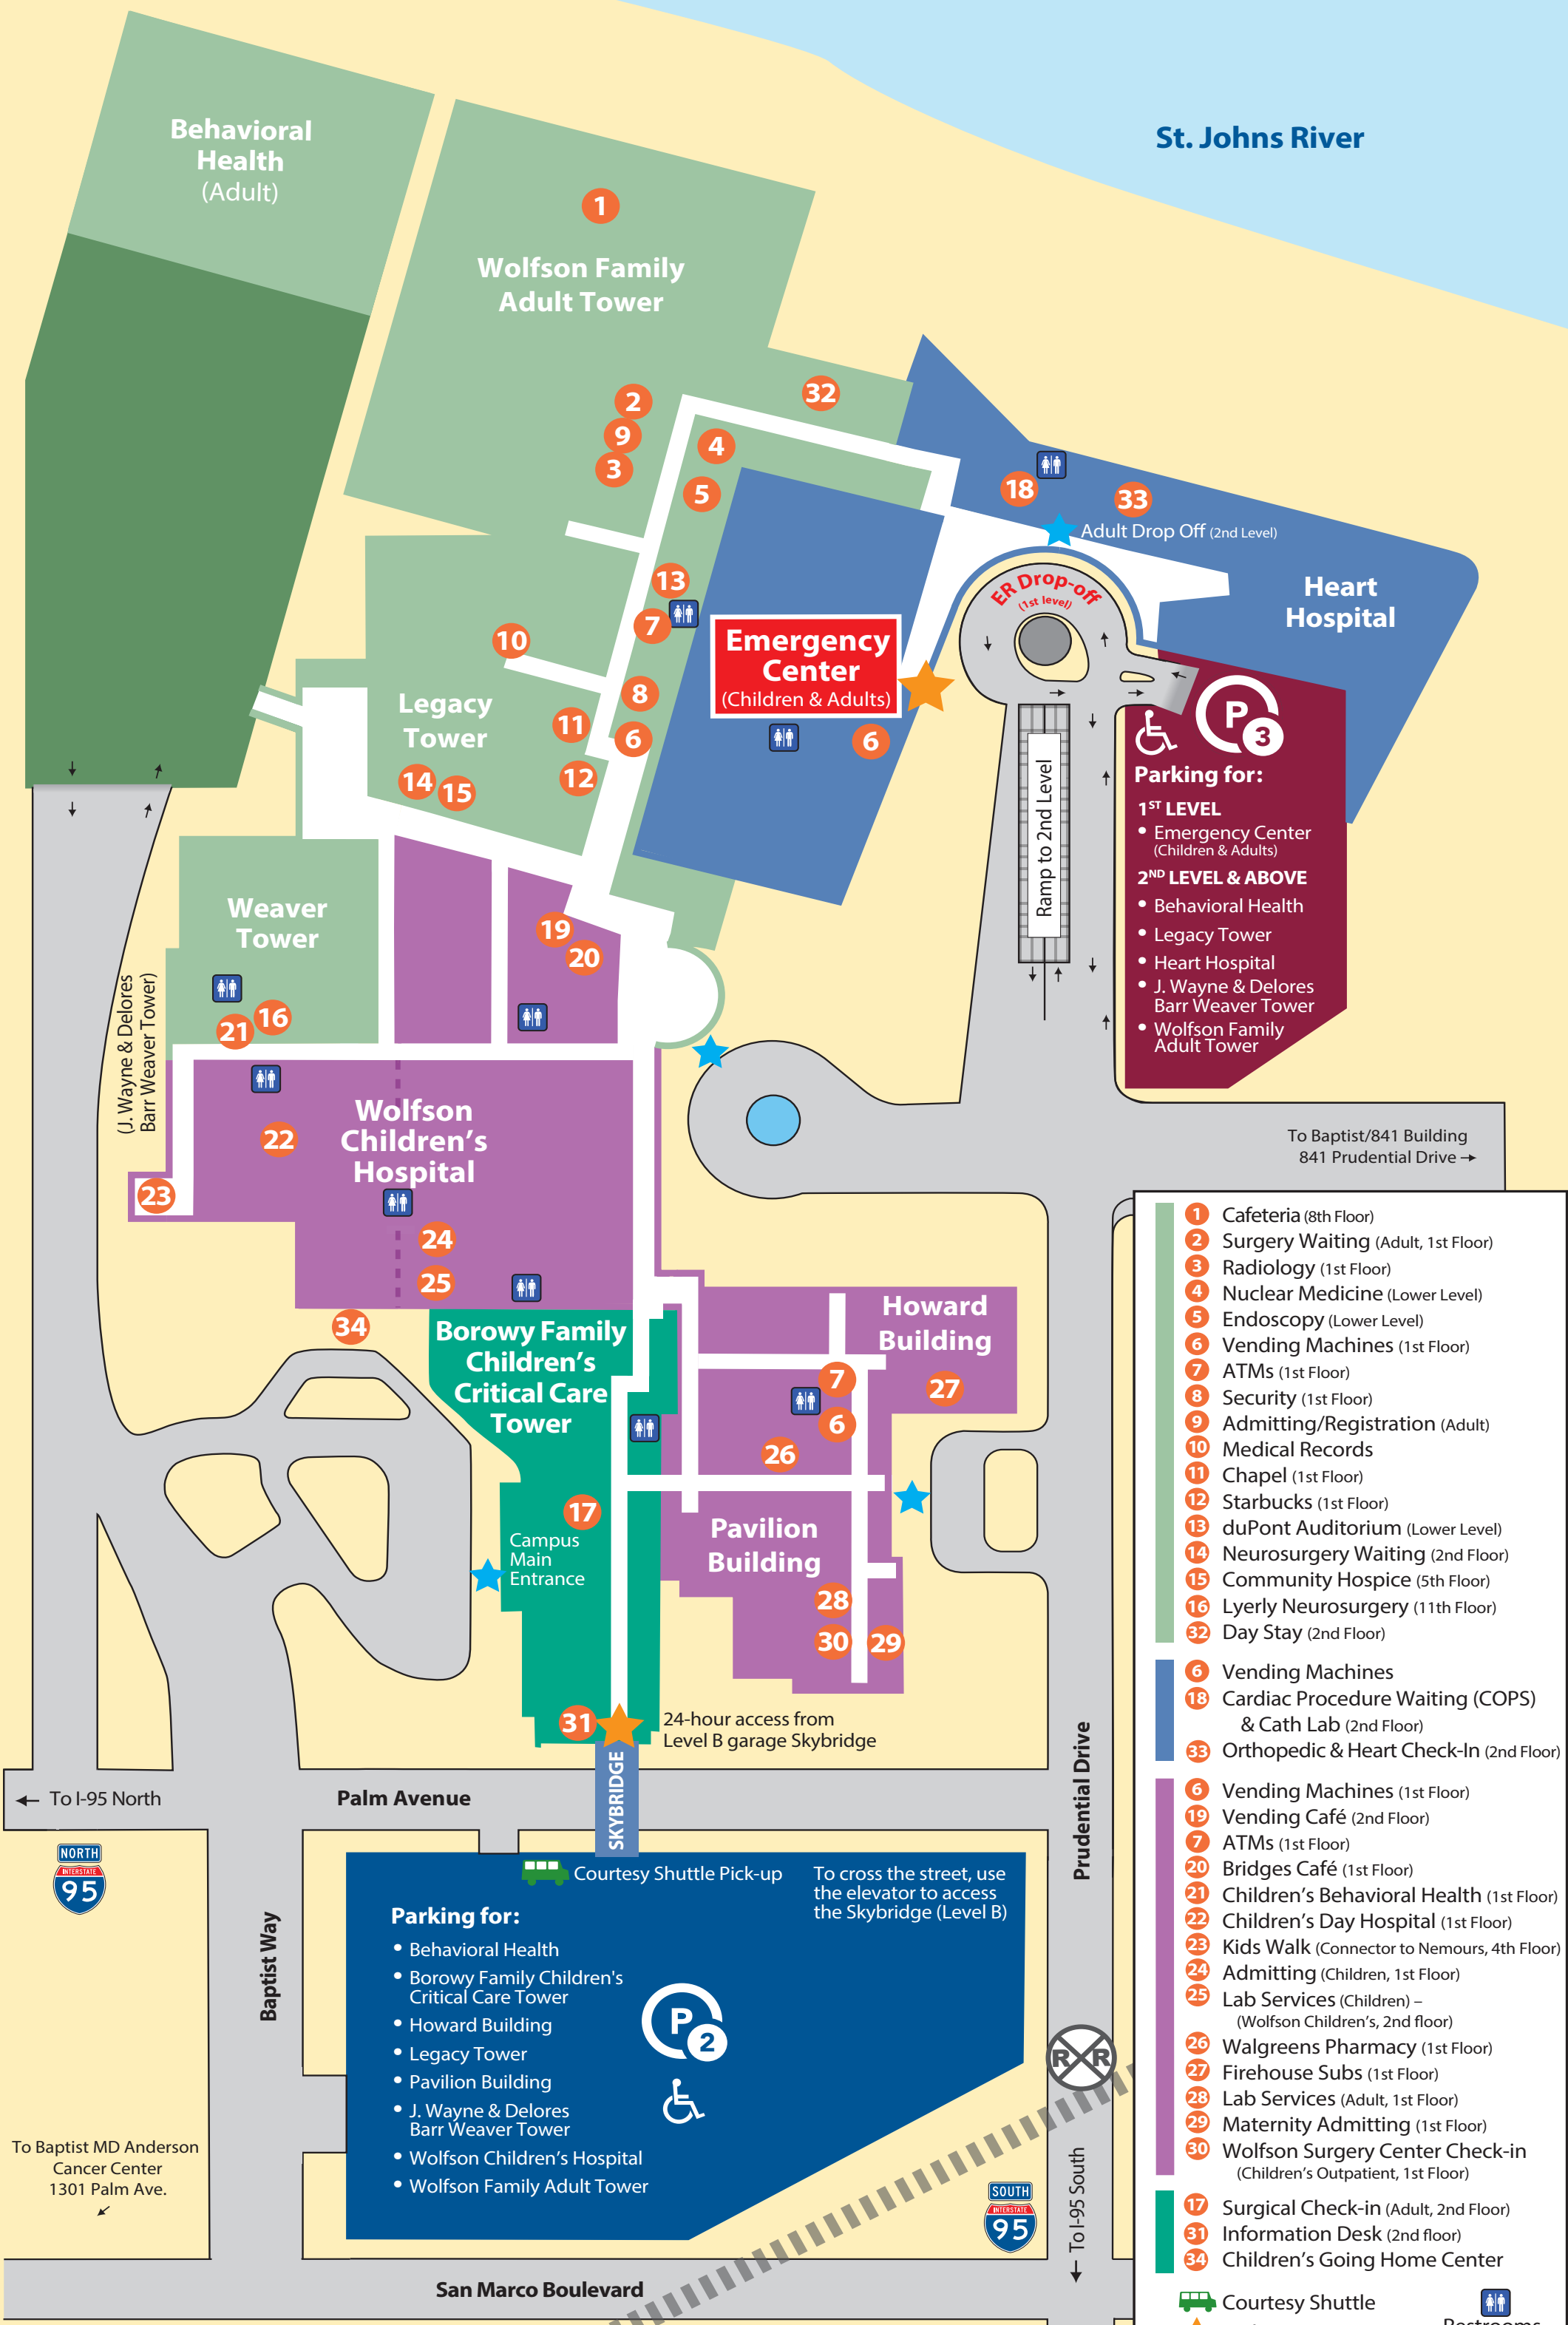 St. Johns River
Behavioral
Health
(Adult)
1
Wolfson Family
Adult Tower
2
9
3
32
4
5
18
33
Adult Drop Off (2nd Level)
Heart
Hospital
ER Drop-off
(1st level)
13
7
10
Emergency
Center
(Children & Adults)
6
8
6
11
12
Legacy
Tower
14
15
P
3
Parking for:
1ST LEVEL
• Emergency Center
(Children & Adults)
2ND LEVEL & ABOVE
• Behavioral Health
• Legacy Tower
• Heart Hospital
• J. Wayne & Delores
Barr Weaver Tower
• Wolfson Family
Adult Tower
Ramp to 2nd Level
Weaver
Tower
19
20
21
16
(J. Wayne & Delores
Barr Weaver Tower)
Wolfson
Children's
Hospital
22
23
24
25
34
To Baptist/841 Building
841 Prudential Drive →
Borowy Family
Children's
Critical Care
Tower
Howard
Building
7
27
6
26
17
Campus
Main
Entrance
Pavilion
Building
28
30
29
31
24-hour access from
Level B garage Skybridge
SKYBRIDGE
← To I-95 North
Palm Avenue
Prudential Drive
NORTH
INTERSTATE
95
Baptist Way
Courtesy Shuttle Pick-up
To cross the street, use
the elevator to access
the Skybridge (Level B)
Parking for:
• Behavioral Health
• Borowy Family Children's
Critical Care Tower
• Howard Building
• Legacy Tower
• Pavilion Building
• J. Wayne & Delores
Barr Weaver Tower
• Wolfson Children's Hospital
• Wolfson Family Adult Tower
P
2
R R
To Baptist MD Anderson
Cancer Center
1301 Palm Ave.
SOUTH
INTERSTATE
95
← To I-95 South
San Marco Boulevard
1 Cafeteria (8th Floor)
2 Surgery Waiting (Adult, 1st Floor)
3 Radiology (1st Floor)
4 Nuclear Medicine (Lower Level)
5 Endoscopy (Lower Level)
6 Vending Machines (1st Floor)
7 ATMs (1st Floor)
8 Security (1st Floor)
9 Admitting/Registration (Adult)
10 Medical Records
11 Chapel (1st Floor)
12 Starbucks (1st Floor)
13 duPont Auditorium (Lower Level)
14 Neurosurgery Waiting (2nd Floor)
15 Community Hospice (5th Floor)
16 Lyerly Neurosurgery (11th Floor)
32 Day Stay (2nd Floor)
6 Vending Machines
18 Cardiac Procedure Waiting (COPS)
& Cath Lab (2nd Floor)
33 Orthopedic & Heart Check-In (2nd Floor)
6 Vending Machines (1st Floor)
19 Vending Café (2nd Floor)
7 ATMs (1st Floor)
20 Bridges Café (1st Floor)
21 Children's Behavioral Health (1st Floor)
22 Children's Day Hospital (1st Floor)
23 Kids Walk (Connector to Nemours, 4th Floor)
24 Admitting (Children, 1st Floor)
25 Lab Services (Children) –
(Wolfson Children's, 2nd floor)
26 Walgreens Pharmacy (1st Floor)
27 Firehouse Subs (1st Floor)
28 Lab Services (Adult, 1st Floor)
29 Maternity Admitting (1st Floor)
30 Wolfson Surgery Center Check-in
(Children's Outpatient, 1st Floor)
17 Surgical Check-in (Adult, 2nd Floor)
31 Information Desk (2nd floor)
34 Children's Going Home Center
Courtesy Shuttle